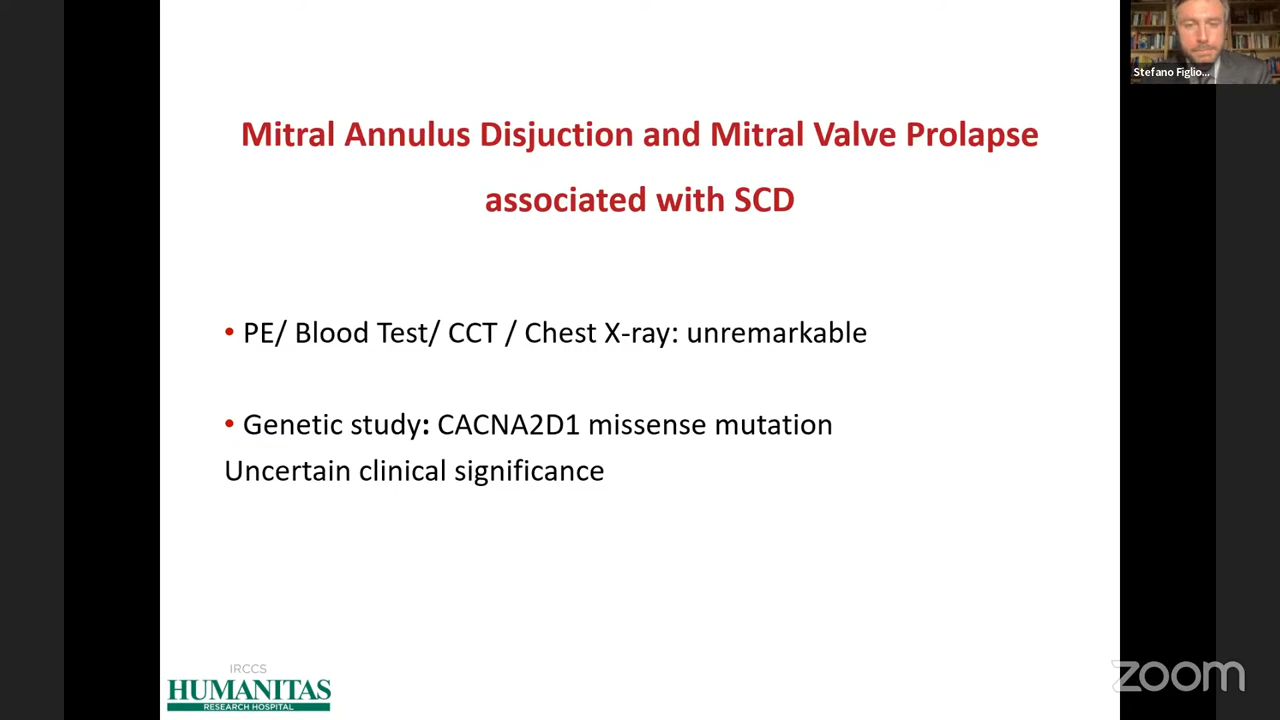 Stefano Figlio...
Mitral Annulus Disjuction and Mitral Valve Prolapse
associated with SCD
• PE/ Blood Test/ CCT / Chest X-ray: unremarkable
• Genetic study: CACNA2D1 missense mutation
Uncertain clinical significance
IRCCS
HUMANITAS
RESEARCH HOSPITAL
zoom